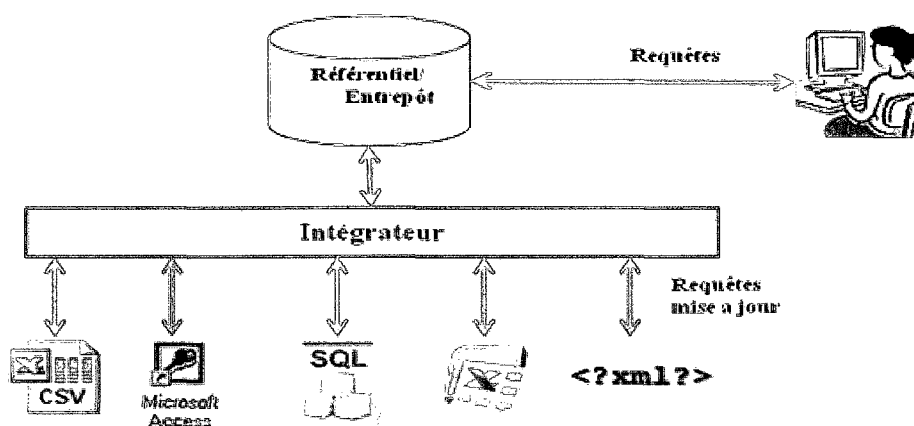 Référentiel/
Entrepôt
Requêtes
Intégrateur
Requêtes
mise a jour
CSV
Microsoft
Access
SQL
<?xml?>